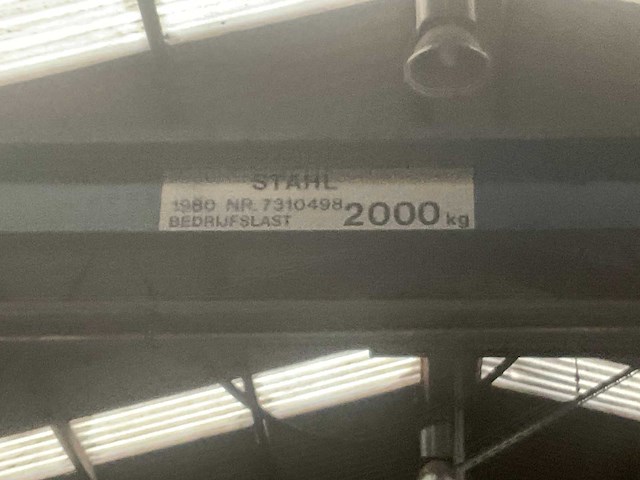 STAHL
1980 NR. 7310498
BEDRIJFSLAST 2000 kg